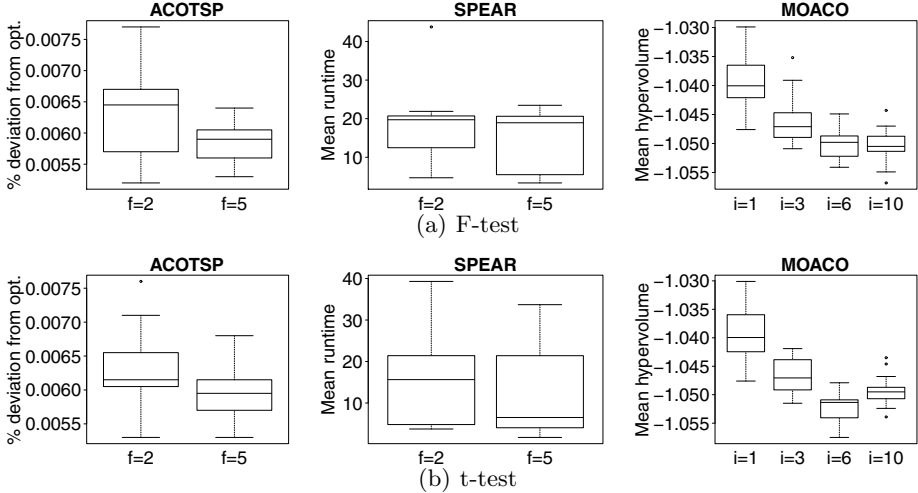 ACOTSP
% deviation from opt.
0.0075
0.0070
0.0065
0.0060
0.0055
f=2
f=5
SPEAR
Mean runtime
40
30
20
10
f=2
f=5
MOACO
Mean hypervolume
−1.030
−1.035
−1.040
−1.045
−1.050
−1.055
i=1
i=3
i=6
i=10
(a) F-test
ACOTSP
% deviation from opt.
0.0075
0.0070
0.0065
0.0060
0.0055
f=2
f=5
SPEAR
Mean runtime
40
30
20
10
f=2
f=5
MOACO
Mean hypervolume
−1.030
−1.035
−1.040
−1.045
−1.050
−1.055
i=1
i=3
i=6
i=10
(b) t-test